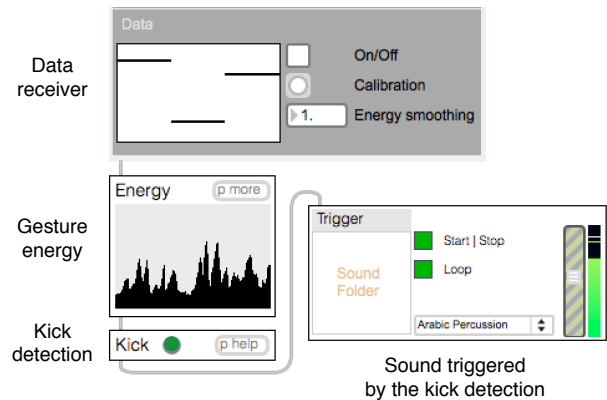 Data
Data
receiver
On/Off
Calibration
1.
Energy smoothing
Energy
p more
Gesture
energy
Trigger
Start | Stop
Sound
Folder
Loop
Kick
detection
Kick
p help
Arabic Percussion
Sound triggered
by the kick detection